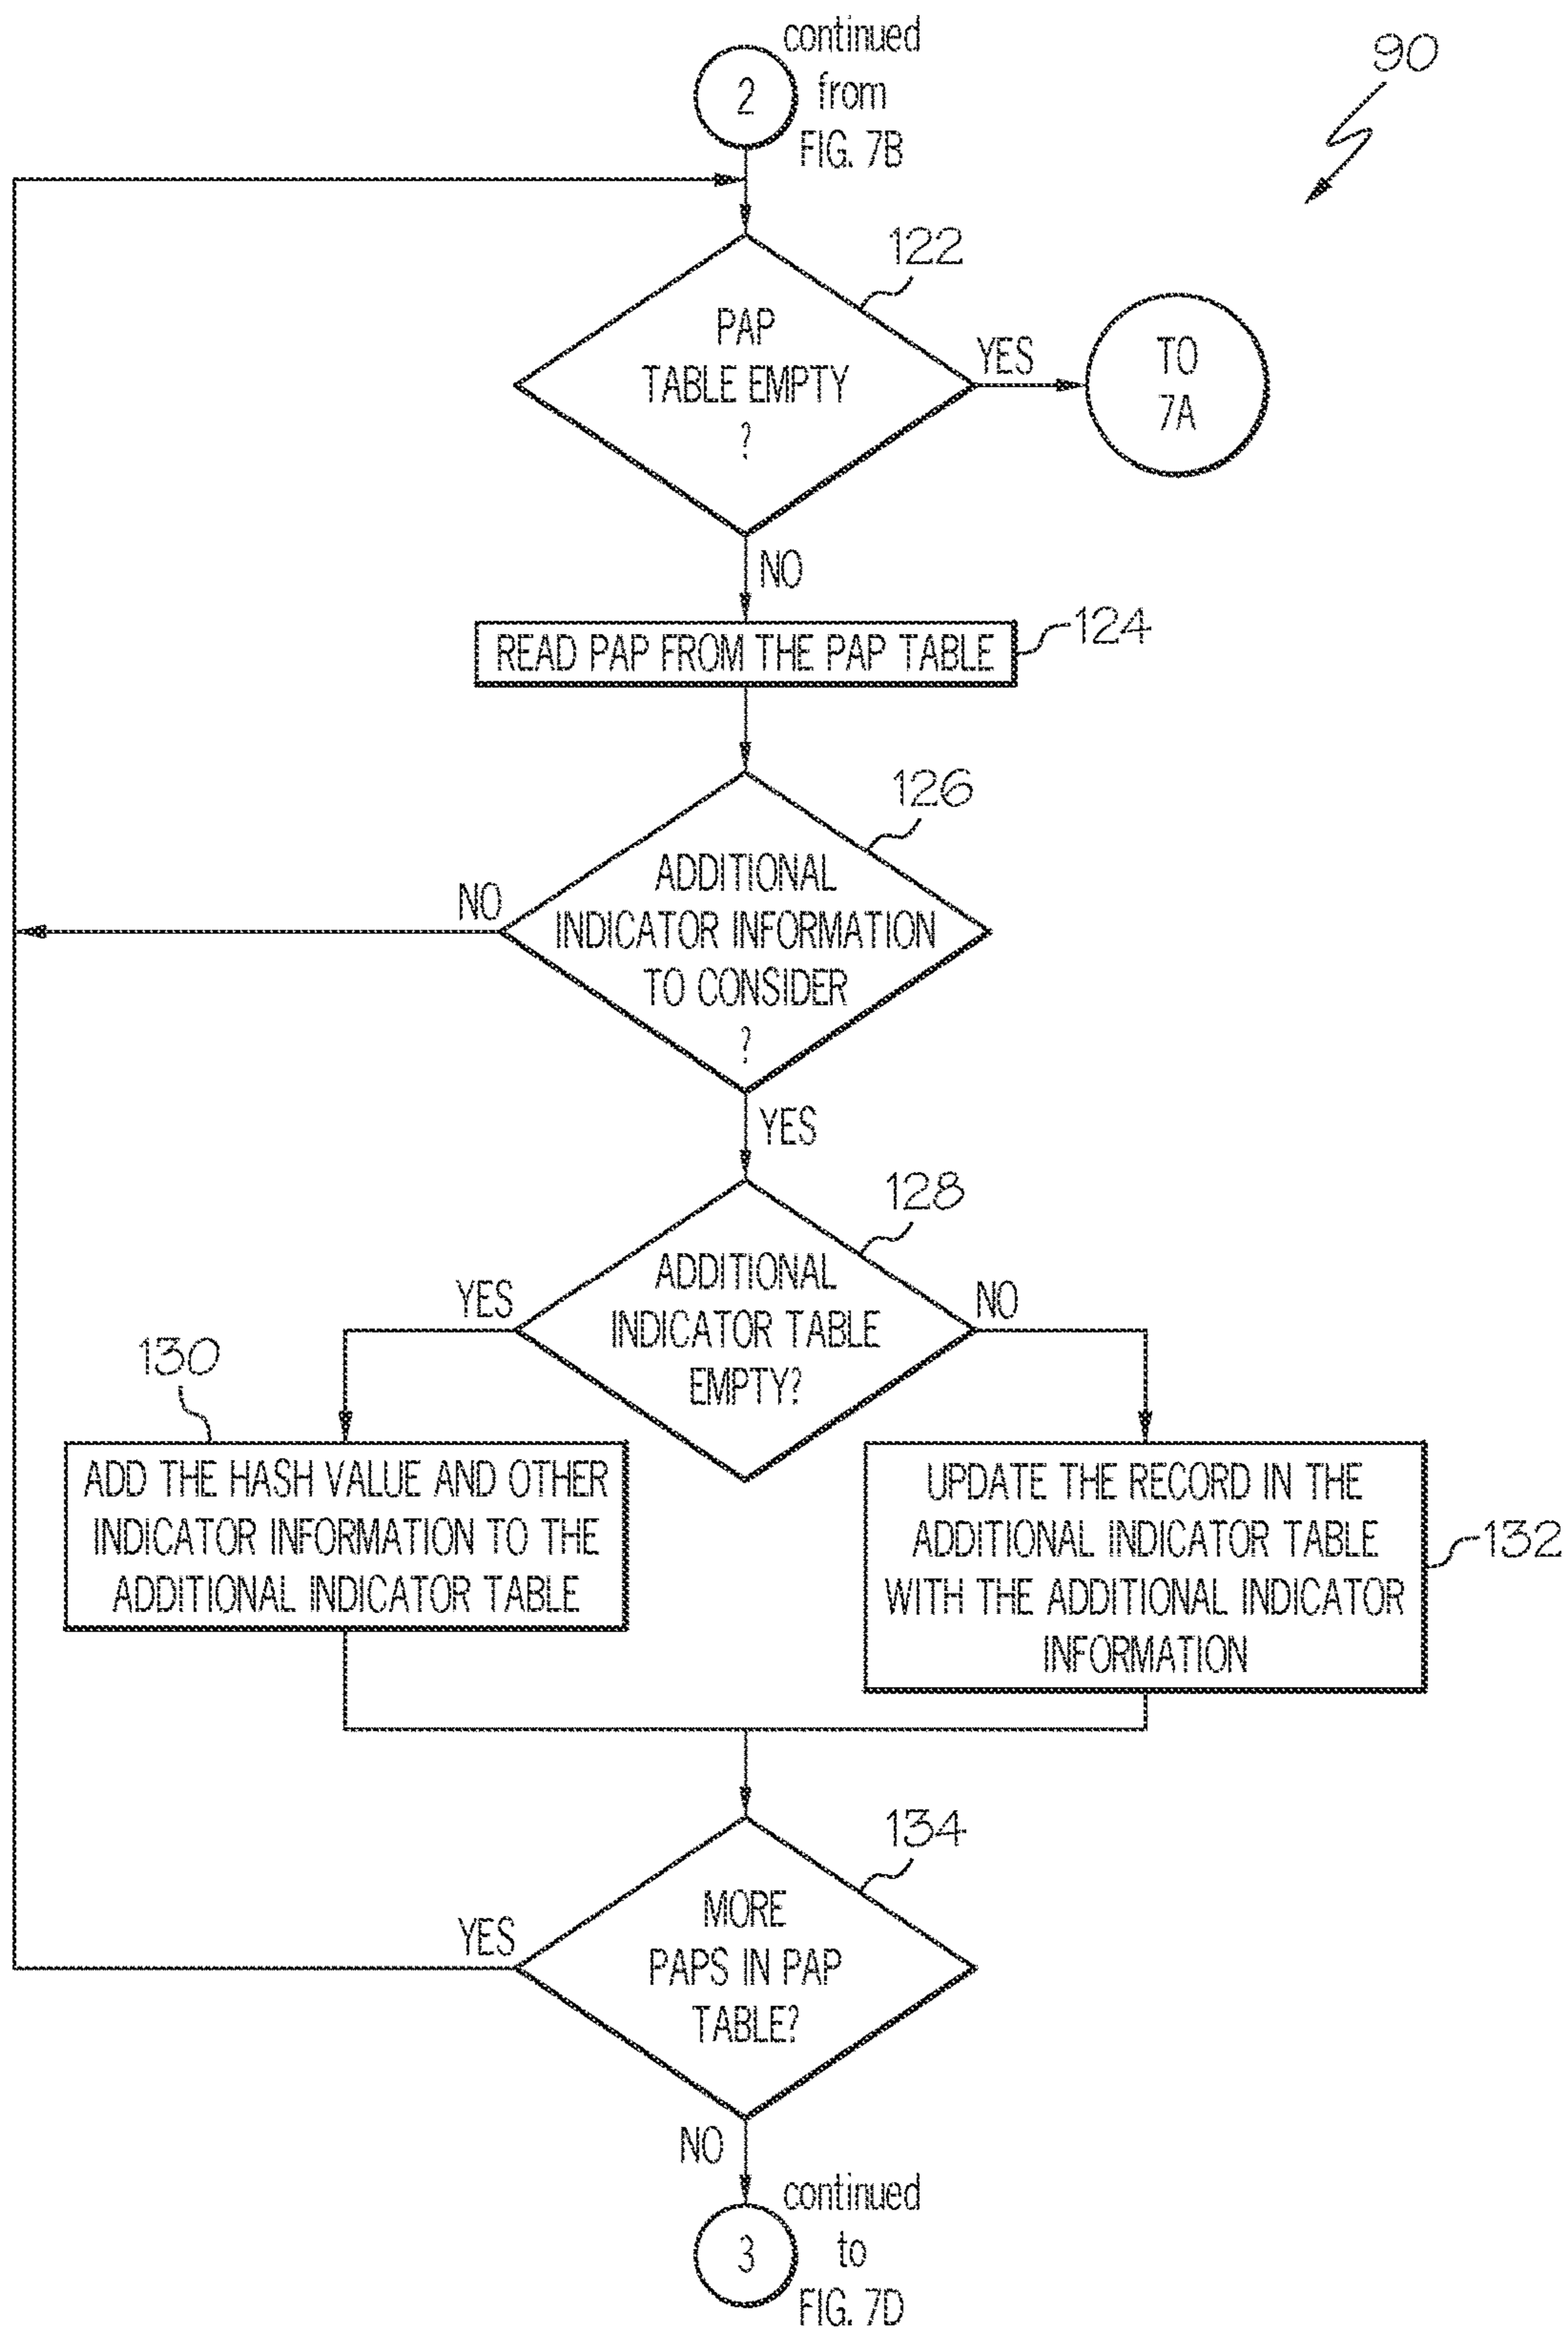 continued
2
from
FIG. 7B
90
122
PAP
TABLE EMPTY
?
YES
TO
7A
NO
READ PAP FROM THE PAP TABLE
124
126
ADDITIONAL
INDICATOR INFORMATION
TO CONSIDER
?
NO
YES
128
ADDITIONAL
INDICATOR TABLE
EMPTY?
YES
NO
130
ADD THE HASH VALUE AND OTHER
INDICATOR INFORMATION TO THE
ADDITIONAL INDICATOR TABLE
UPDATE THE RECORD IN THE
ADDITIONAL INDICATOR TABLE
WITH THE ADDITIONAL INDICATOR
INFORMATION
132
134
MORE
PAPS IN PAP
TABLE?
YES
NO
continued
3
to
FIG. 7D